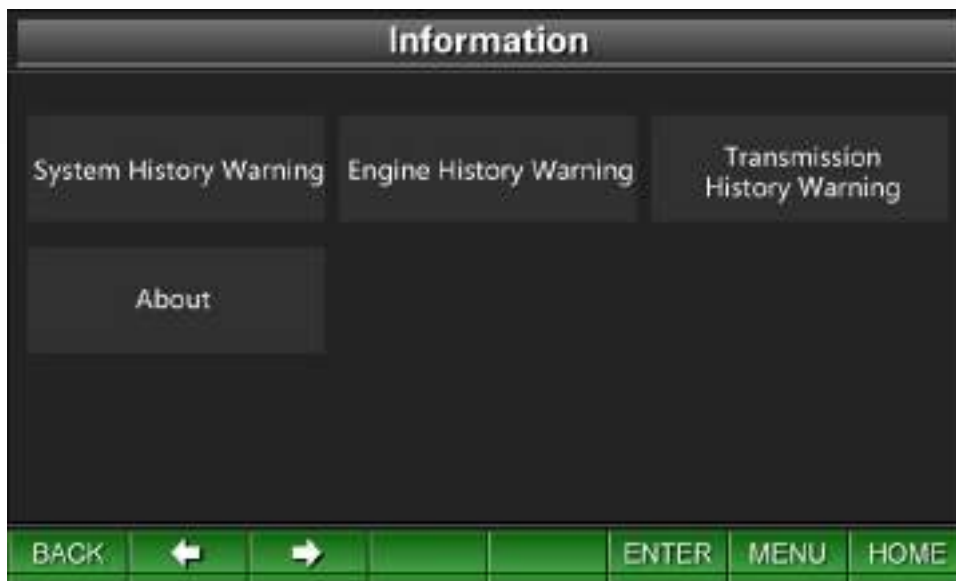 Information
System History Warning
Engine History Warning
Transmission
History Warning
About
BACK
ENTER
MENU
HOME